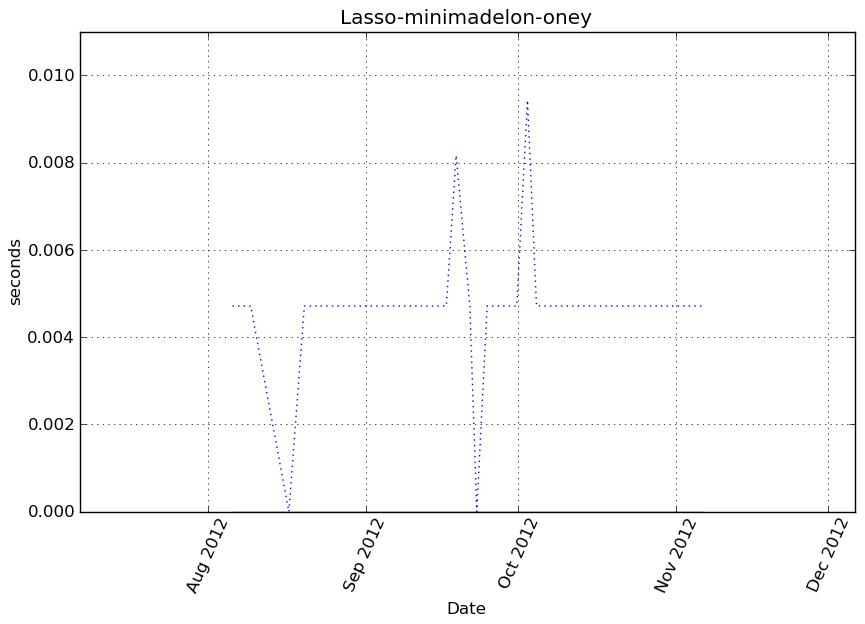 Lasso-minimadelon-oney
0.010
0.008
0.006
0.004
0.002
0.000
seconds
Aug 2012
Sep 2012
Oct 2012
Nov 2012
Dec 2012
Date